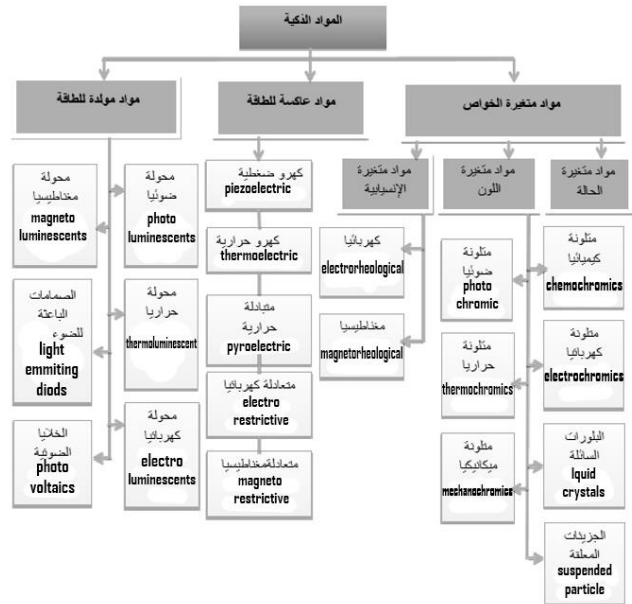 المواد الذكية
مواد متغيرة الخواص
مواد عاكسة للطاقة
مواد مولدة للطاقة
مواد متغيرة
الحالة
مواد متغيرة
اللون
مواد متغيرة
الإنسيابية
متلونة
كيميائيا
chemochromics
متلونة
كهربائيا
electrochromics
البلورات
السائلة
lquid
crystals
الجزيئات
المعلقة
suspended
particle
متلونة
ضوئيا
photo
chromic
متلونة
حراريا
thermochromics
متلونة
ميكانيكيا
mechanochromics
كهربائيا
electrorheological
مغناطيسيا
magnetorheological
كهرو ضغطية
piezoelectric
كهرو حرارية
thermoelectric
متبادلة
حرارية
pyroelectric
متعادلة كهربائيا
electro
restrictive
متعادلةمغناطيسيا
magneto
restrictive
محولة
ضوئيا
photo
luminescents
محولة
حراريا
thermoluminescent
محولة
كهربائيا
electro
luminescents
محولة
مغناطيسيا
magneto
luminescents
الصمامات
الباعثة
للضوء
light
emmiting
diods
الخلايا
الضوئية
photo
voltaics